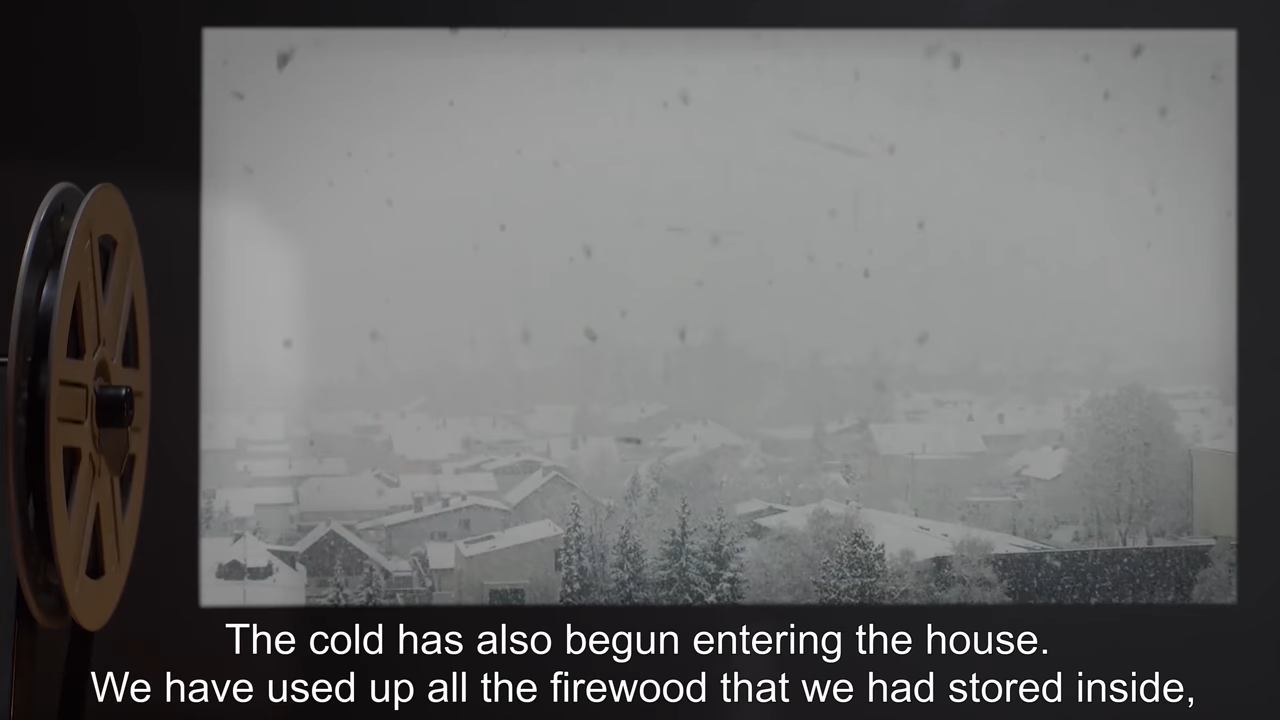 The cold has also begun entering the house.
We have used up all the firewood that we had stored inside,